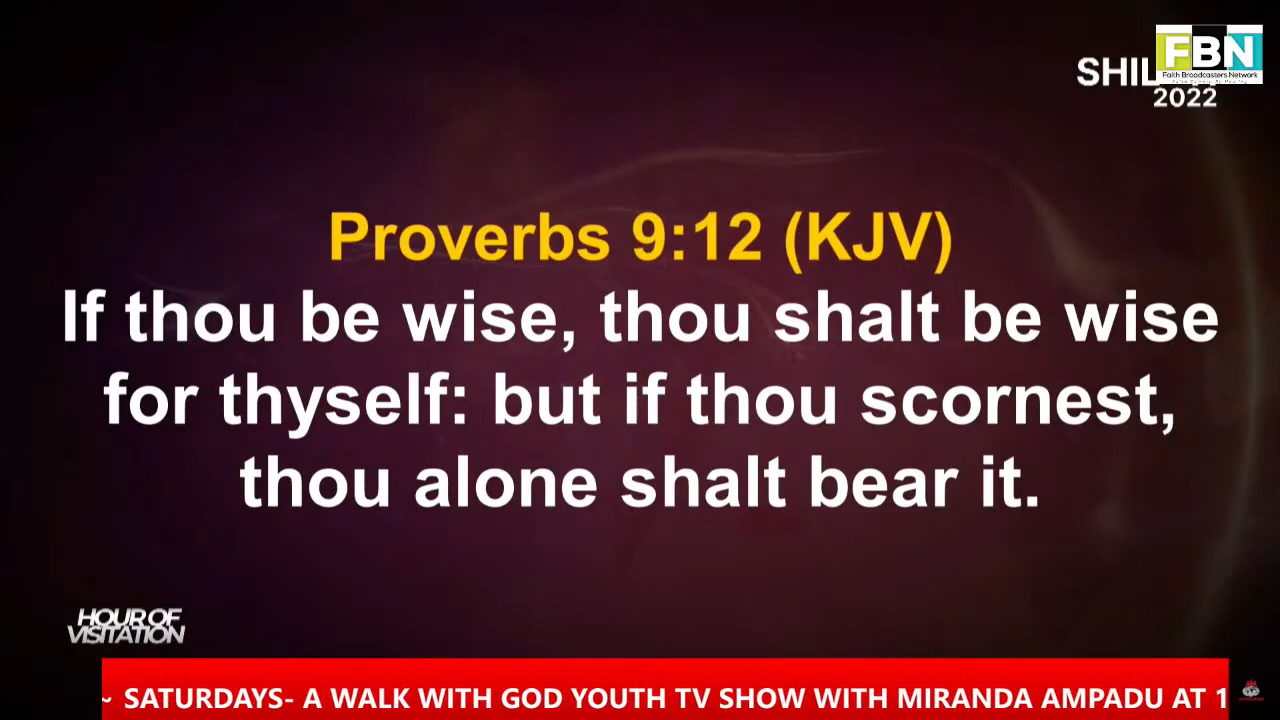 FBN
Faith Broadcasters Network
SHIL
2022
Proverbs 9:12 (KJV)
If thou be wise, thou shalt be wise
for thyself: but if thou scornest,
thou alone shalt bear it.
HOUR OF
VISITATION
~ SATURDAYS- A WALK WITH GOD YOUTH TV SHOW WITH MIRANDA AMPADU AT 1